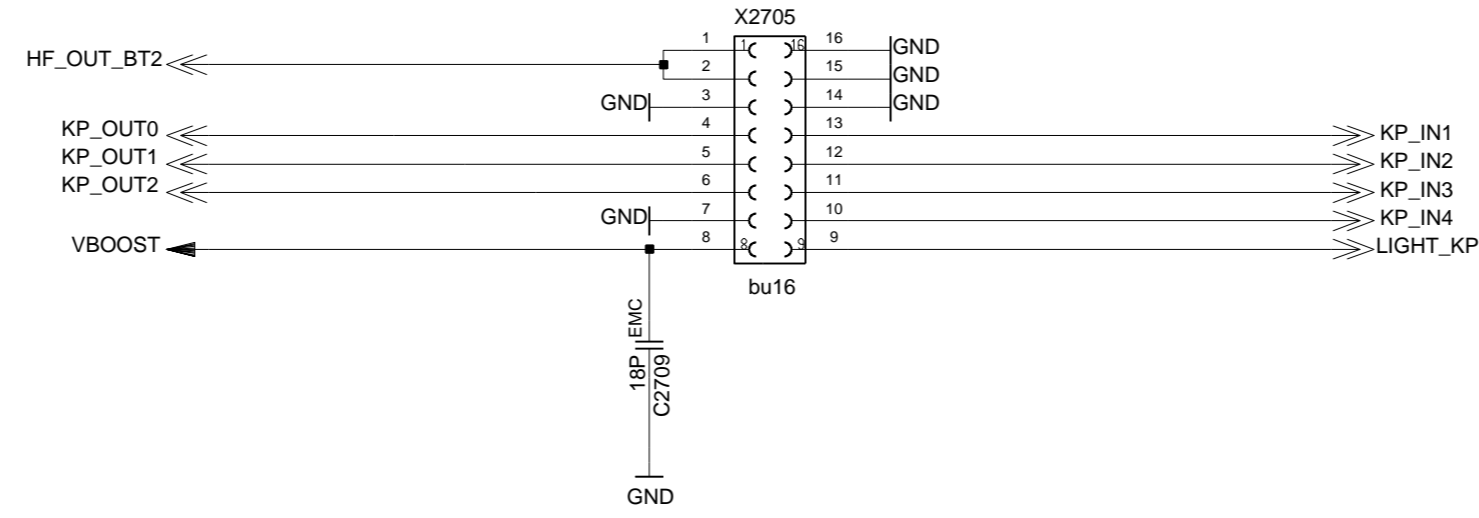 X2705
HF_OUT_BT2 1 1 16 16 GND
2 15 GND
GND 3 14 GND
KP_OUT0 4 13 KP_IN1
KP_OUT1 5 12 KP_IN2
KP_OUT2 6 11 KP_IN3
GND 7 10 KP_IN4
VBOOST 8 8 9 9 LIGHT_KP
bu16
EMC
18P
C2709
GND